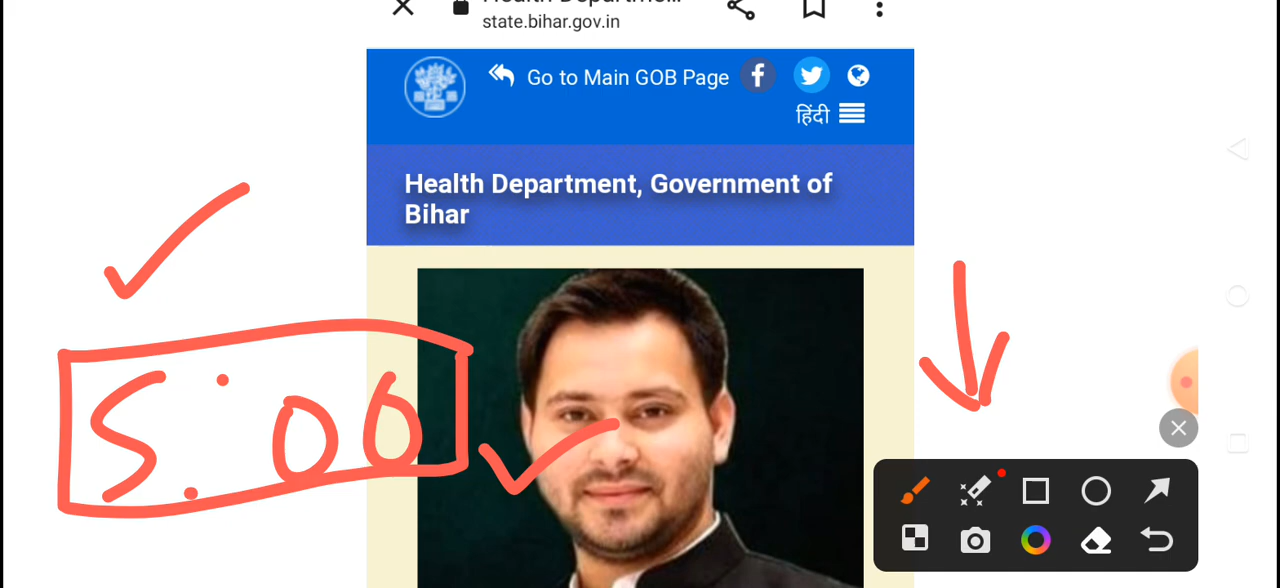 state.bihar.gov.in
Go to Main GOB Page
हिंदी
Health Department, Government of
Bihar
5:00